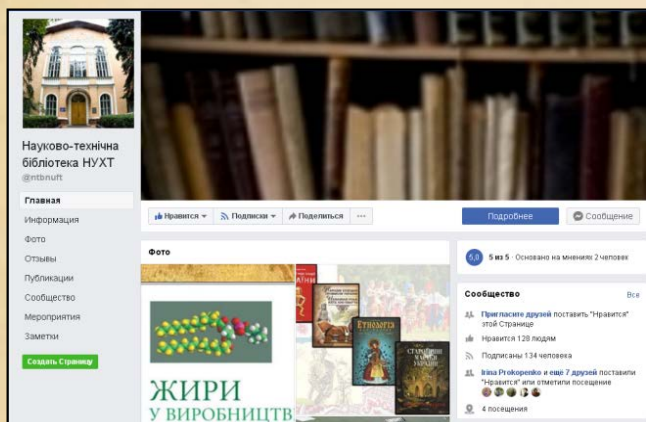 Науково-технічна
бібліотека НУХТ
@ntbnuft
Главная
Информация
Фото
Отзывы
Публикации
Сообщество
Мероприятия
Заметки
Создать Страницу
Нравится
Подписки
Поделиться
Подробнее
Сообщение
Фото
ЖИРИ
У ВИРОБНИЦТВ
Етнологія
5,0
5 из 5 · Основано на мнениях 2 человек
Сообщество
Все
Пригласите друзей поставить "Нравится"
этой Странице
Нравится 128 людям
Подписаны 134 человека
Irina Prokopenko и ещё 7 друзей поставили
"Нравится" или отметили посещение
4 посещения